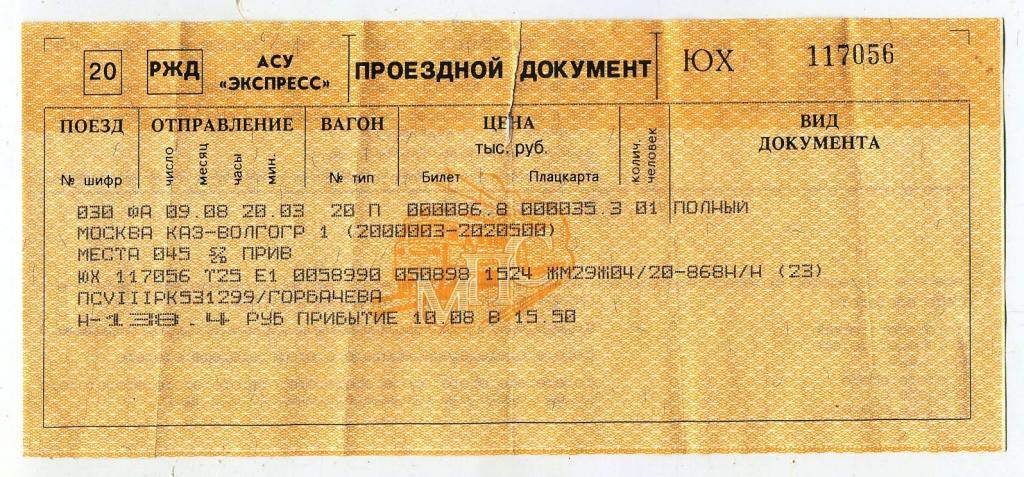 20 РЖД АСУ «ЭКСПРЕСС» ПРОЕЗДНОЙ ДОКУМЕНТ ЮХ 117056
ПОЕЗД ОТПРАВЛЕНИЕ ВАГОН ЦЕНА тыс. руб. колич. человек ВИД ДОКУМЕНТА
№ шифр число месяц часы мин. № тип Билет Плацкарта
030 ФА 09.08 20.03 20 П 000086.8 000035.3 01 ПОЛНЫЙ
МОСКВА КАЗ-ВОЛГОГР 1 (2000003-2020500)
МЕСТА 045 ПРИВ
ЮХ 117056 Т25 Е1 0058990 050898 1524 ЖМ29Ж04/20-868Н/Н (23)
ПСVIIIРК531299/ГОРБАЧЕВА
Н-138.4 РУБ ПРИБЫТИЕ 10.08 В 15.50
МПС